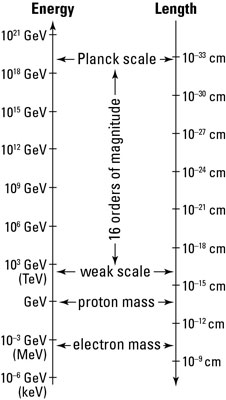 Energy Length
10²¹ GeV
Planck scale
10⁻³³ cm
10¹⁸ GeV
10⁻³⁰ cm
10¹⁵ GeV
10⁻²⁷ cm
10¹² GeV
16 orders of magnitude
10⁻²⁴ cm
10⁹ GeV
10⁻²¹ cm
10⁶ GeV
10⁻¹⁸ cm
10³ GeV
(TeV)
weak scale
10⁻¹⁵ cm
GeV
proton mass
10⁻¹² cm
10⁻³ GeV
(MeV)
electron mass
10⁻⁹ cm
10⁻⁶ GeV
(keV)